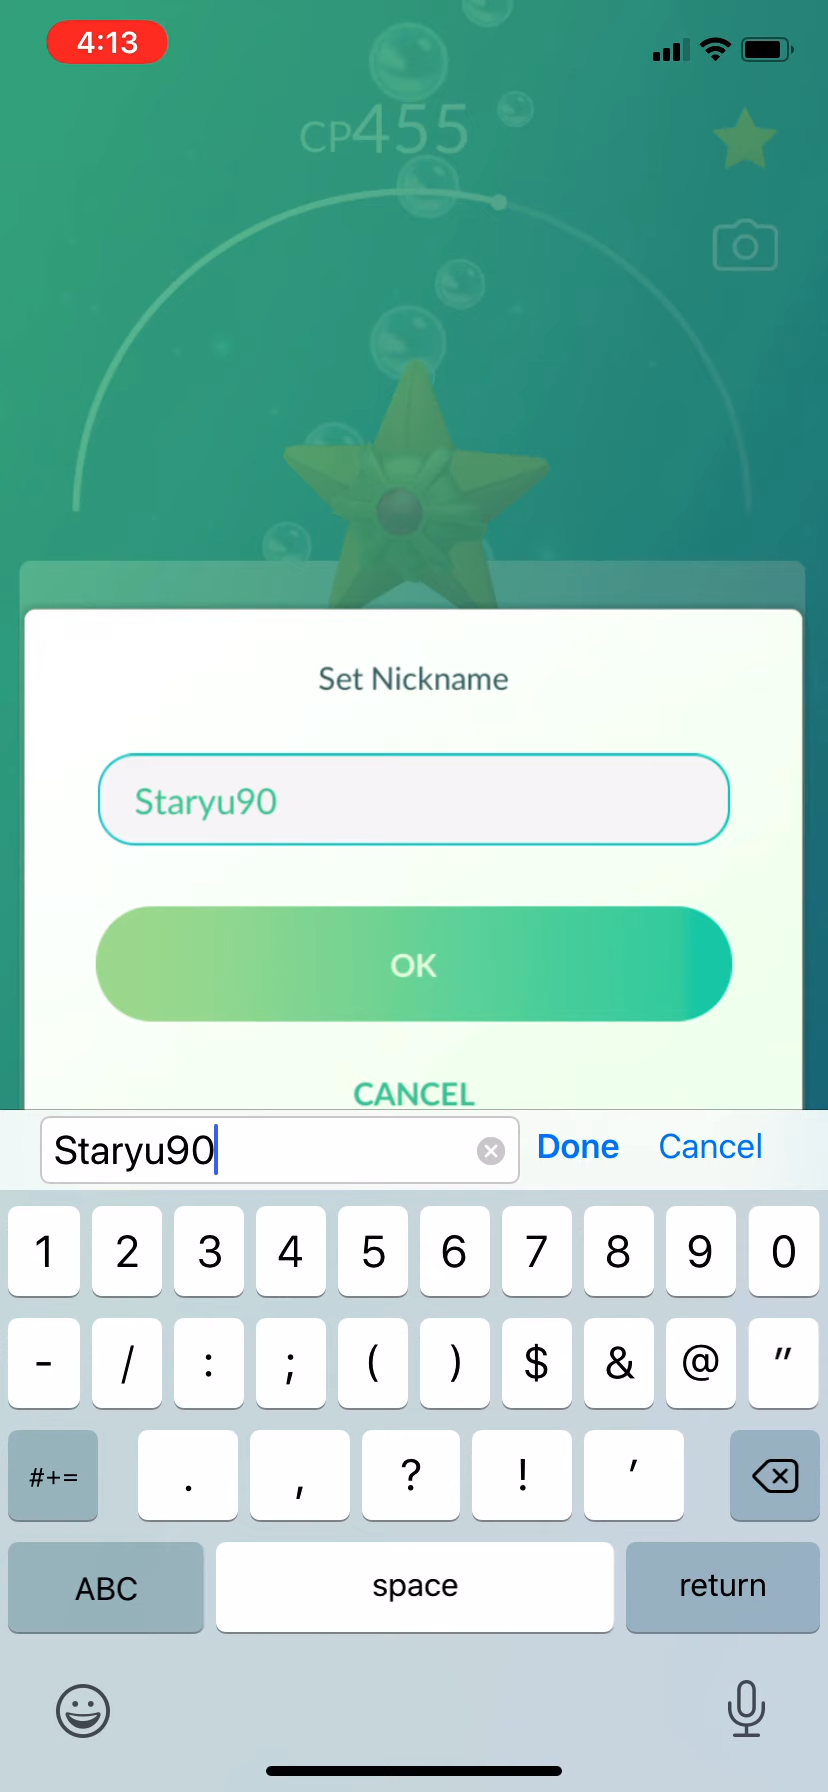 4:13
CP455
Set Nickname
Staryu90
OK
CANCEL
Staryu90 Done Cancel
1 2 3 4 5 6 7 8 9 0
- / : ; ( ) $ & @ "
#+= . , ? ! '
ABC space return